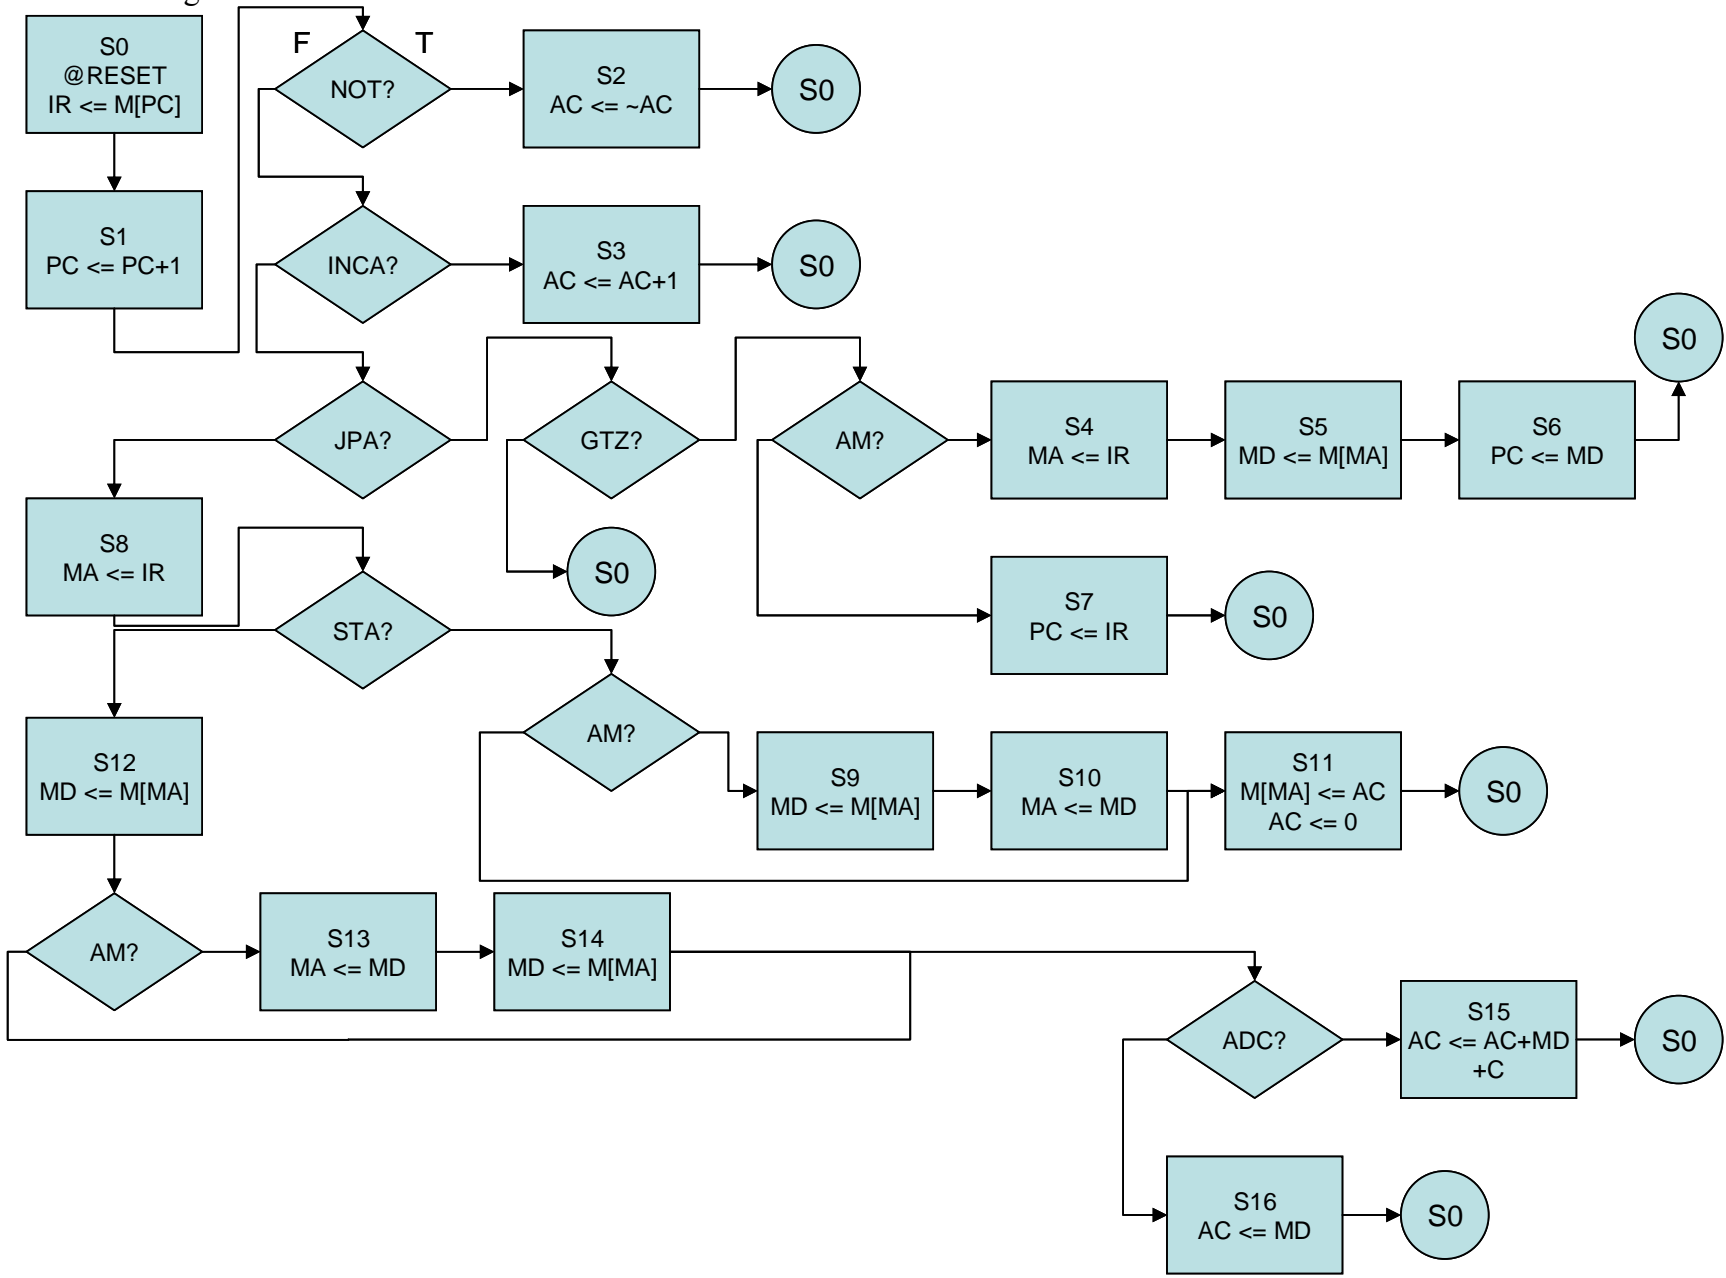 S0
@RESET
IR <= M[PC]
F
T
NOT?
S2
AC <= ~AC
S0
S1
PC <= PC+1
INCA?
S3
AC <= AC+1
S0
JPA?
GTZ?
AM?
S4
MA <= IR
S5
MD <= M[MA]
S6
PC <= MD
S0
S8
MA <= IR
S0
S7
PC <= IR
S0
STA?
S12
MD <= M[MA]
AM?
S9
MD <= M[MA]
S10
MA <= MD
S11
M[MA] <= AC
AC <= 0
S0
AM?
S13
MA <= MD
S14
MD <= M[MA]
ADC?
S15
AC <= AC+MD
+C
S0
S16
AC <= MD
S0